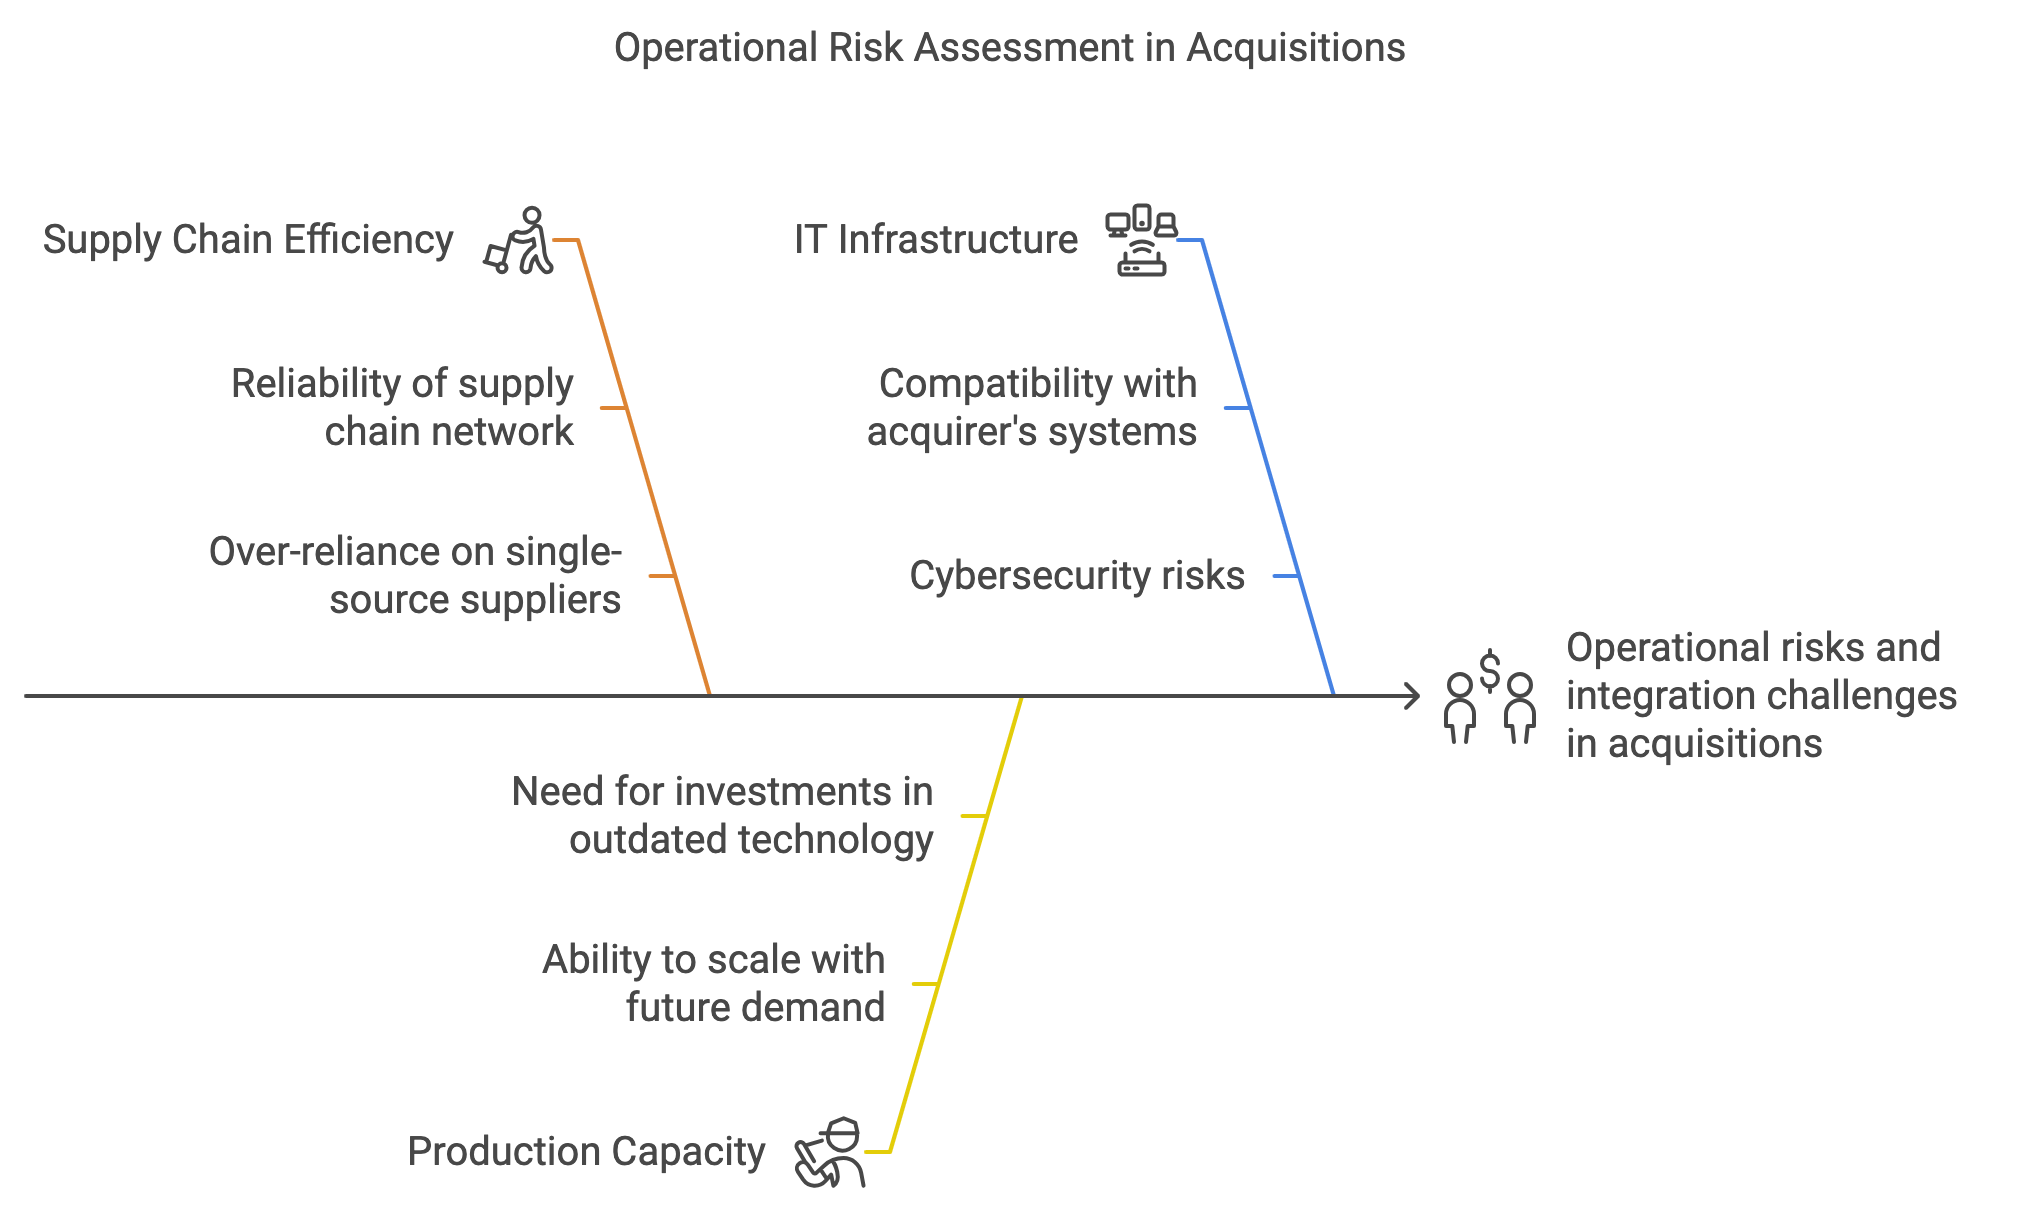 Operational Risk Assessment in Acquisitions
Supply Chain Efficiency
Reliability of supply
chain network
Over-reliance on single-
source suppliers
IT Infrastructure
Compatibility with
acquirer's systems
Cybersecurity risks
Operational risks and
integration challenges
in acquisitions
Need for investments in
outdated technology
Ability to scale with
future demand
Production Capacity